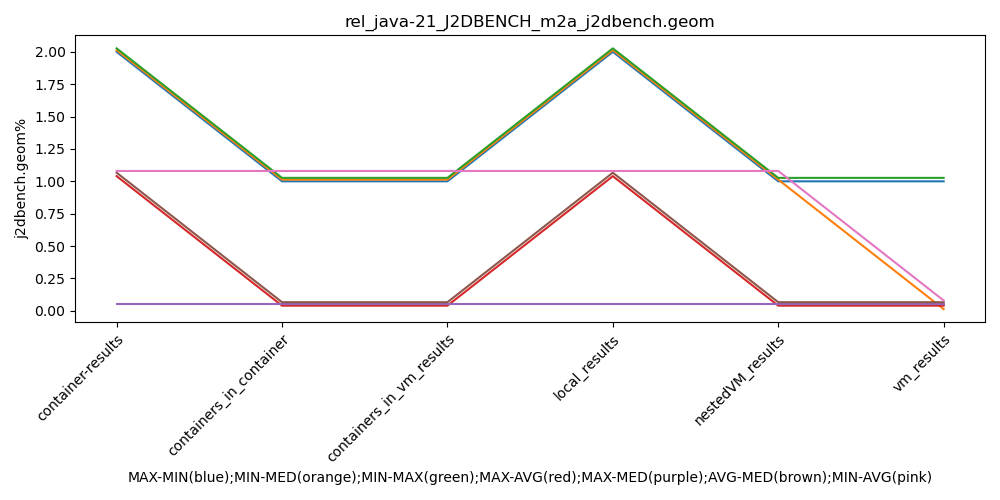 rel_java-21_J2DBENCH_m2a_j2dbench.geom
j2dbench.geom%
2.00
1.75
1.50
1.25
1.00
0.75
0.50
0.25
0.00
container-results
containers_in_container
containers_in_vm_results
local_results
nestedVM_results
vm_results
MAX-MIN(blue);MIN-MED(orange);MIN-MAX(green);MAX-AVG(red);MAX-MED(purple);AVG-MED(brown);MIN-AVG(pink)